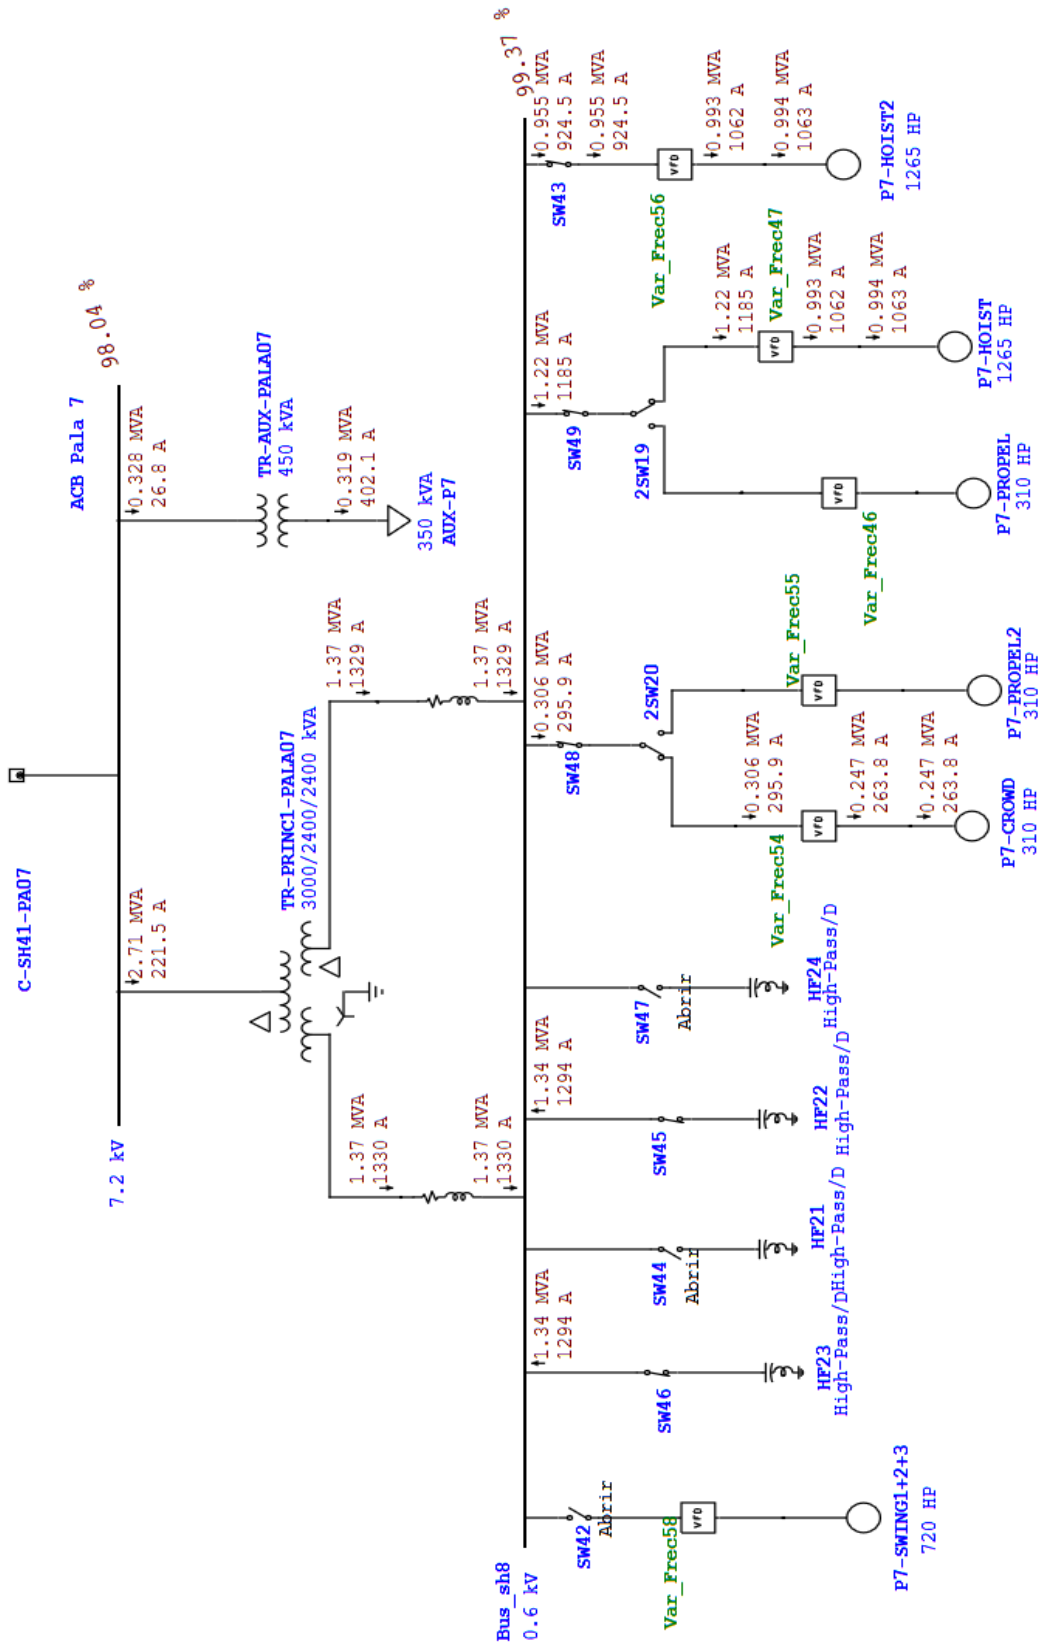 C-SH41-PA07
ACB Pala 7
7.2 kV
98.04 %
2.71 MVA
221.5 A
0.328 MVA
26.8 A
TR-PRINC1-PALA07
3000/2400/2400 kVA
TR-AUX-PALA07
450 kVA
0.319 MVA
402.1 A
350 kVA
AUX-P7
1.37 MVA
1330 A
1.37 MVA
1330 A
1.37 MVA
1329 A
1.37 MVA
1329 A
Bus_sh8
0.6 kV
99.37 %
SW42
Abrir
Var_Frec58
VFD
P7-SWING1+2+3
720 HP
1.34 MVA
1294 A
SW46
HF23
High-Pass/D
SW44
Abrir
HF21
High-Pass/D
1.34 MVA
1294 A
SW45
HF22
High-Pass/D
SW47
Abrir
HF24
High-Pass/D
0.306 MVA
295.9 A
SW48
2SW20
0.306 MVA
295.9 A
Var_Frec54
VFD
0.247 MVA
263.8 A
0.247 MVA
263.8 A
P7-CROWD
310 HP
Var_Frec55
VFD
P7-PROPEL2
310 HP
1.22 MVA
1185 A
SW49
2SW19
Var_Frec46
VFD
P7-PROPEL
310 HP
1.22 MVA
1185 A
Var_Frec47
VFD
0.993 MVA
1062 A
0.994 MVA
1063 A
P7-HOIST
1265 HP
0.955 MVA
924.5 A
SW43
0.955 MVA
924.5 A
Var_Frec56
VFD
0.993 MVA
1062 A
0.994 MVA
1063 A
P7-HOIST2
1265 HP